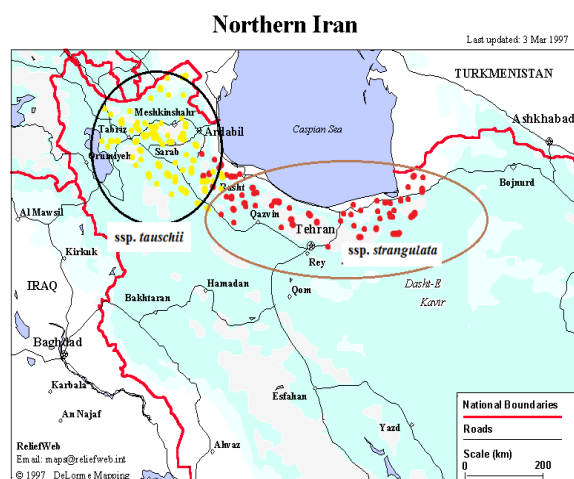 Northern Iran
Last updated: 3 Mar 1997
TURKMENISTAN
Ashkhabad
Meshkinshahr
Caspian Sea
Tabriz
Ardabil
Sarab
Orumiyeh
Bojnurd
Rasht
Al Mawsil
Qazvin
ssp. tauschii
Tehran
ssp. strangulata
Kirkuk
Rey
IRAQ
Hamadan
Qom
Dasht-E
Kavir
Bakhtaran
Baghdad
Karbala
Esfahan
National Boundaries
An Najaf
Roads
Yazd
ReliefWeb
Ahvaz
Scale (km)
Email: maps@reliefweb.int
0 200
© 1997 DeLorme Mapping